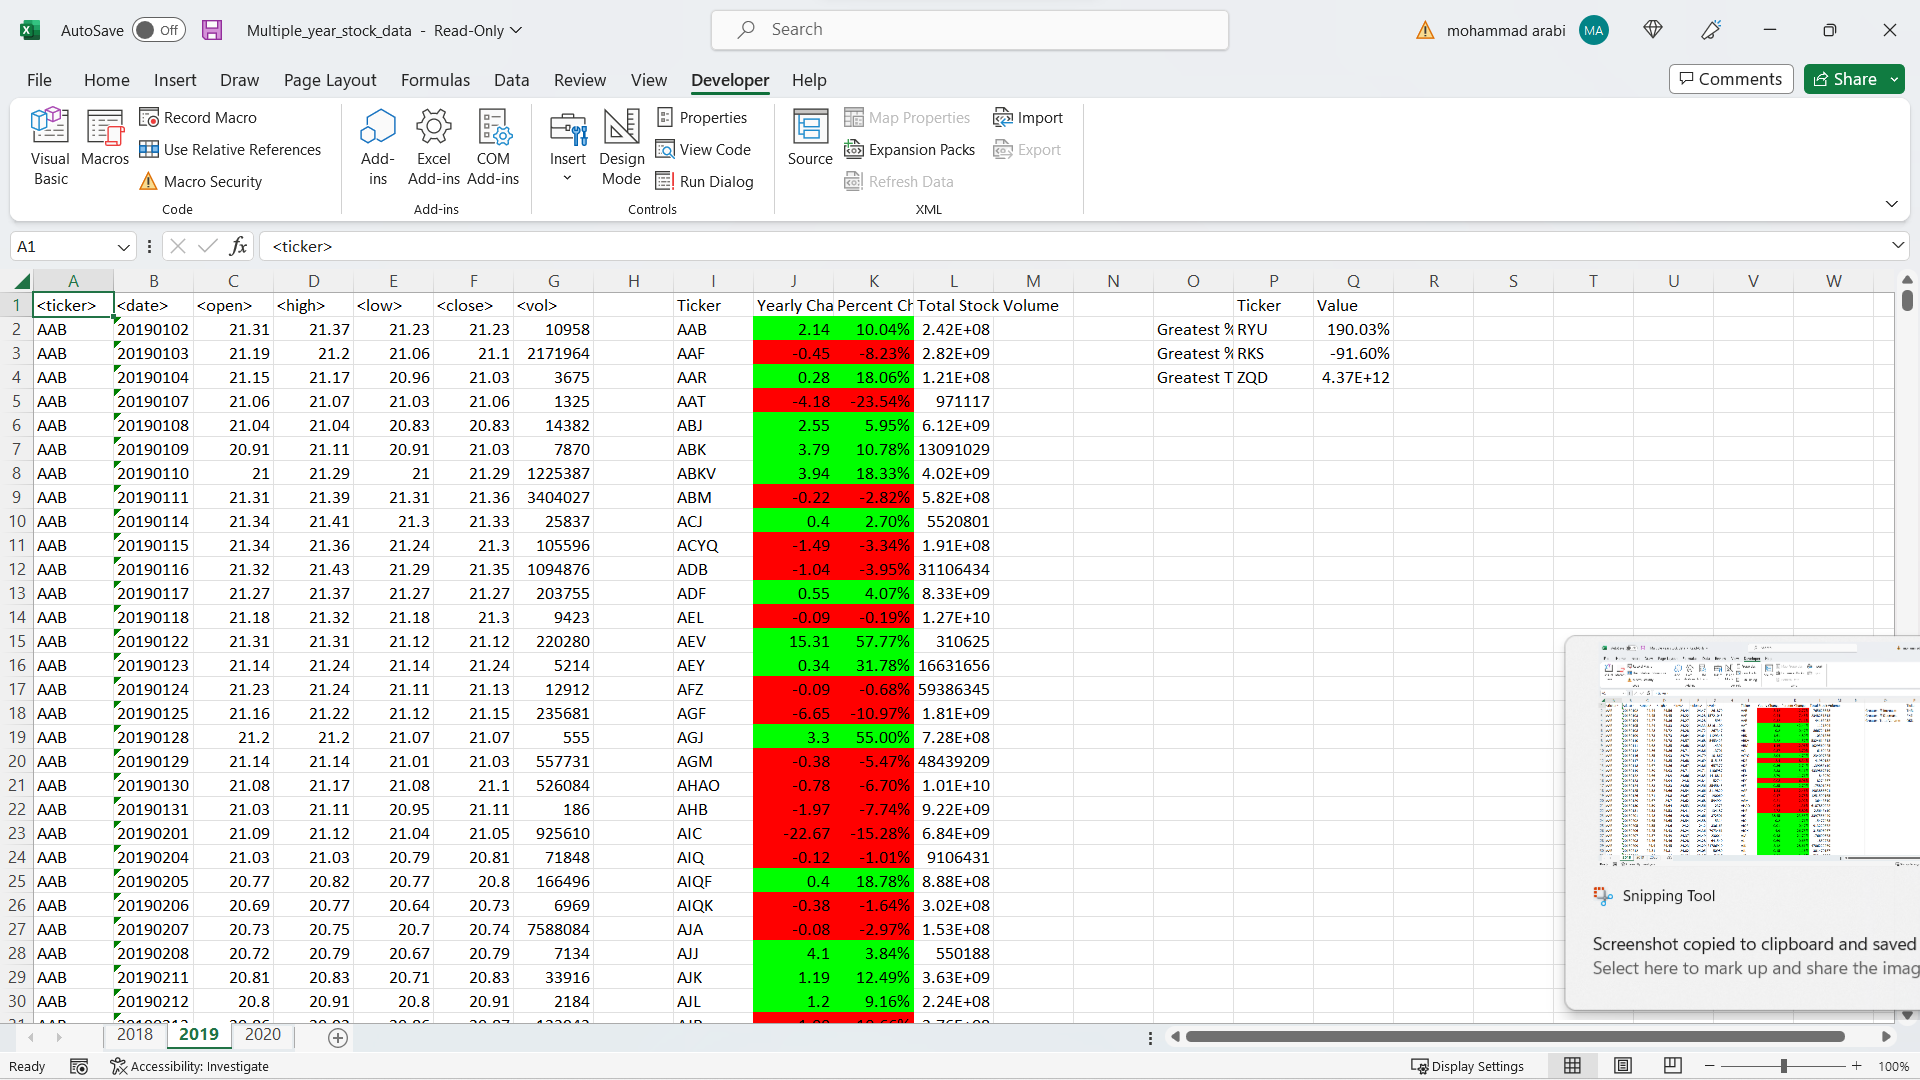 AutoSave Off Multiple_year_stock_data - Read-Only Search mohammad arabi MA
File Home Insert Draw Page Layout Formulas Data Review View Developer Help Comments Share
Visual Basic
Macros
Record Macro
Use Relative References
Macro Security
Code
Add-ins
Excel Add-ins
COM Add-ins
Add-ins
Insert
Design Mode
Properties
View Code
Run Dialog
Controls
Source
Map Properties
Expansion Packs
Refresh Data
Import
Export
XML
A1 fx <ticker>
A B C D E F G H I J K L M N O P Q R S T U V W
1 <ticker> <date> <open> <high> <low> <close> <vol> Ticker Yearly Cha Percent Ch Total Stock Volume Ticker Value
2 AAB 20190102 21.31 21.37 21.23 21.23 10958 AAB 2.14 10.04% 2.42E+08 Greatest % RYU 190.03%
3 AAB 20190103 21.19 21.2 21.06 21.1 2171964 AAF -0.45 -8.23% 2.82E+09 Greatest % RKS -91.60%
4 AAB 20190104 21.15 21.17 20.96 21.03 3675 AAR 0.28 18.06% 1.21E+08 Greatest T ZQD 4.37E+12
5 AAB 20190107 21.06 21.07 21.03 21.06 1325 AAT -4.18 -23.54% 971117
6 AAB 20190108 21.04 21.04 20.83 20.83 14382 ABJ 2.55 5.95% 6.12E+09
7 AAB 20190109 20.91 21.11 20.91 21.03 7870 ABK 3.79 10.78% 13091029
8 AAB 20190110 21 21.29 21 21.29 1225387 ABKV 3.94 18.33% 4.02E+09
9 AAB 20190111 21.31 21.39 21.31 21.36 3404027 ABM -0.22 -2.82% 5.82E+08
10 AAB 20190114 21.34 21.41 21.3 21.33 25837 ACJ 0.4 2.70% 5520801
11 AAB 20190115 21.34 21.36 21.24 21.3 105596 ACYQ -1.49 -3.34% 1.91E+08
12 AAB 20190116 21.32 21.43 21.29 21.35 1094876 ADB -1.04 -3.95% 31106434
13 AAB 20190117 21.27 21.37 21.27 21.27 203755 ADF 0.55 4.07% 8.33E+09
14 AAB 20190118 21.18 21.32 21.18 21.3 9423 AEL -0.09 -0.19% 1.27E+10
15 AAB 20190122 21.31 21.31 21.12 21.12 220280 AEV 15.31 57.77% 310625
16 AAB 20190123 21.14 21.24 21.14 21.24 5214 AEY 0.34 31.78% 16631656
17 AAB 20190124 21.23 21.24 21.11 21.13 12912 AFZ -0.09 -0.68% 59386345
18 AAB 20190125 21.16 21.22 21.12 21.15 235681 AGF -6.65 -10.97% 1.81E+09
19 AAB 20190128 21.2 21.2 21.07 21.07 555 AGJ 3.3 55.00% 7.28E+08
20 AAB 20190129 21.14 21.14 21.01 21.03 557731 AGM -0.38 -5.47% 48439209
21 AAB 20190130 21.08 21.17 21.08 21.1 526084 AHAO -0.78 -6.70% 1.01E+10
22 AAB 20190131 21.03 21.11 20.95 21.11 186 AHB -1.97 -7.74% 9.22E+09
23 AAB 20190201 21.09 21.12 21.04 21.05 925610 AIC -22.67 -15.28% 6.84E+09
24 AAB 20190204 21.03 21.03 20.79 20.81 71848 AIQ -0.12 -1.01% 9106431
25 AAB 20190205 20.77 20.82 20.77 20.8 166496 AIQF 0.4 18.78% 8.88E+08
26 AAB 20190206 20.69 20.77 20.64 20.73 6969 AIQK -0.38 -1.64% 3.02E+08
27 AAB 20190207 20.73 20.75 20.7 20.74 7588084 AJA -0.08 -2.97% 1.53E+08
28 AAB 20190208 20.72 20.79 20.67 20.79 7134 AJJ 4.1 3.84% 550188
29 AAB 20190211 20.81 20.83 20.71 20.83 33916 AJK 1.19 12.49% 3.63E+09
30 AAB 20190212 20.8 20.91 20.8 20.91 2184 AJL 1.2 9.16% 2.24E+08
Snipping Tool
Screenshot copied to clipboard and saved
Select here to mark up and share the imag
2018 2019 2020
Ready Accessibility: Investigate Display Settings 100%